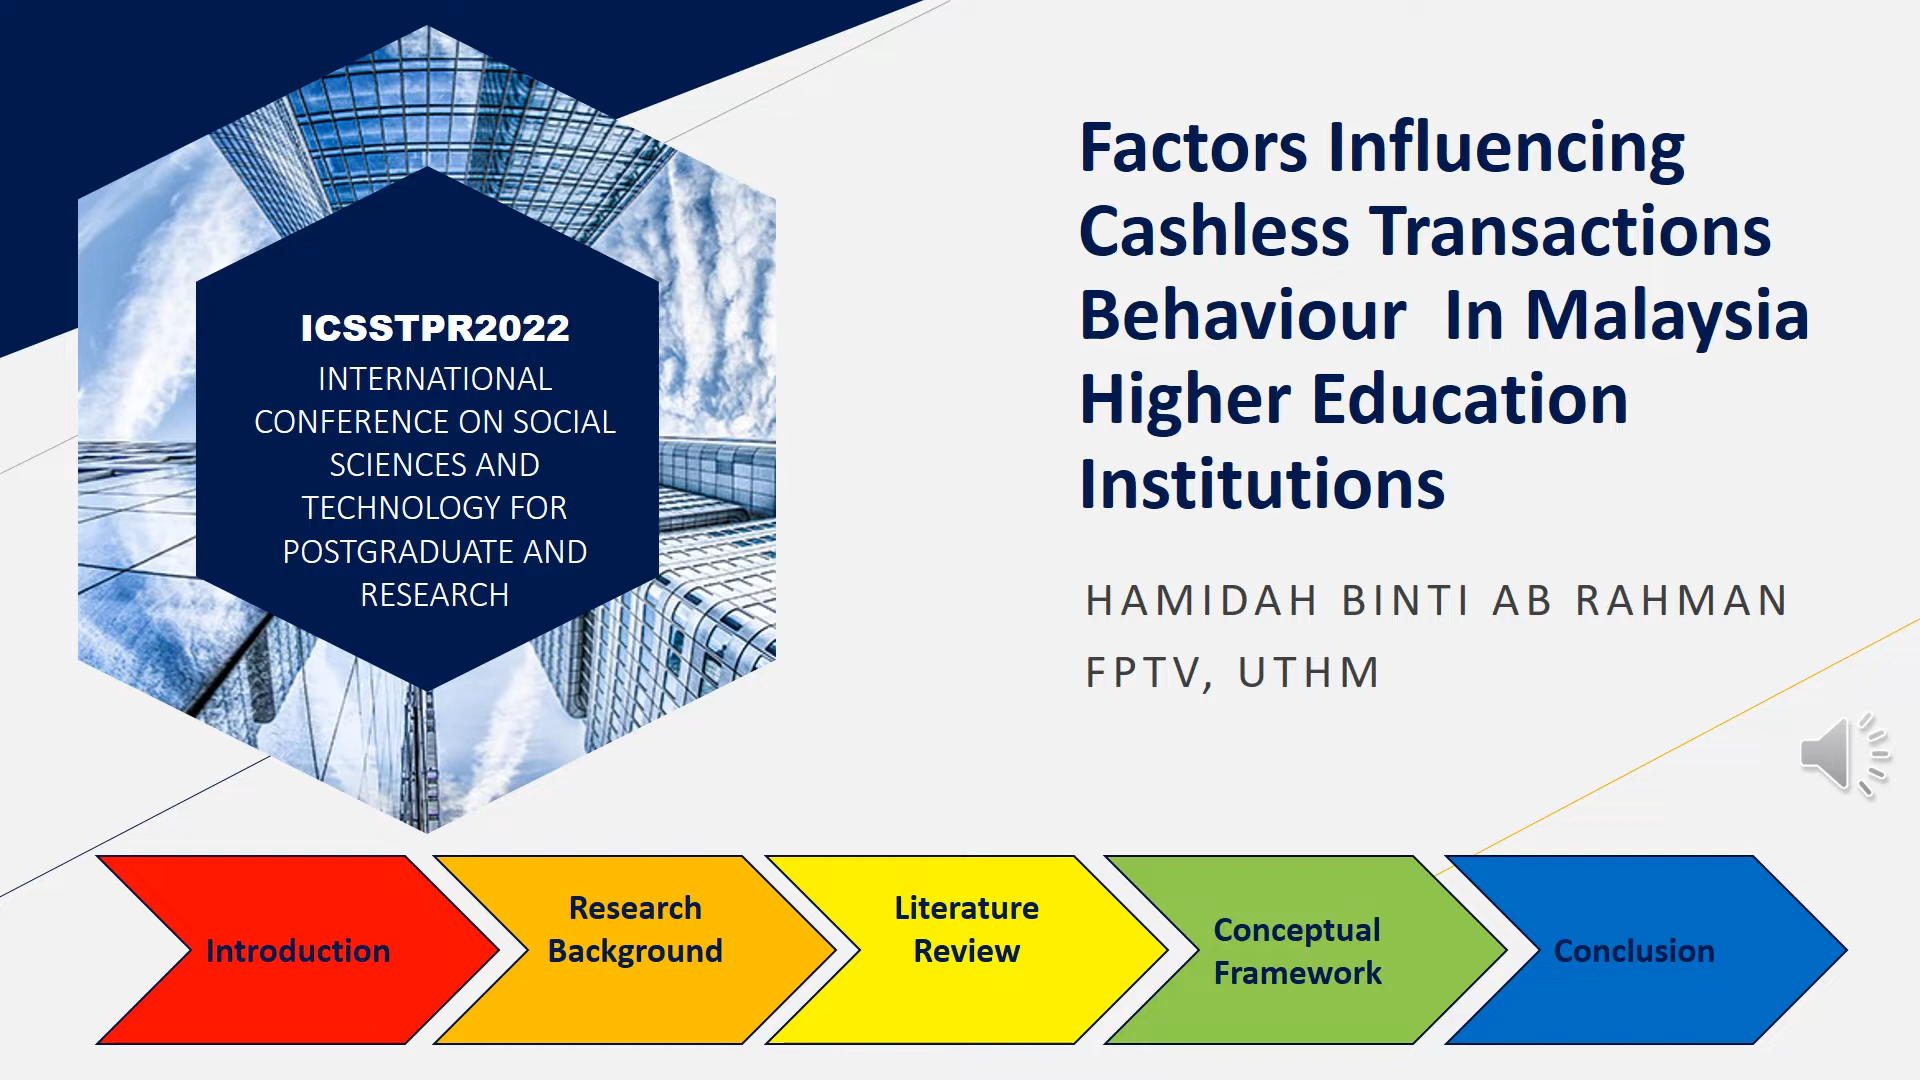 ICSSTPR2022
INTERNATIONAL
CONFERENCE ON SOCIAL
SCIENCES AND
TECHNOLOGY FOR
POSTGRADUATE AND
RESEARCH
Factors Influencing
Cashless Transactions
Behaviour  In Malaysia
Higher Education
Institutions
HAMIDAH BINTI AB RAHMAN
FPTV, UTHM
Introduction
Research
Background
Literature
Review
Conceptual
Framework
Conclusion